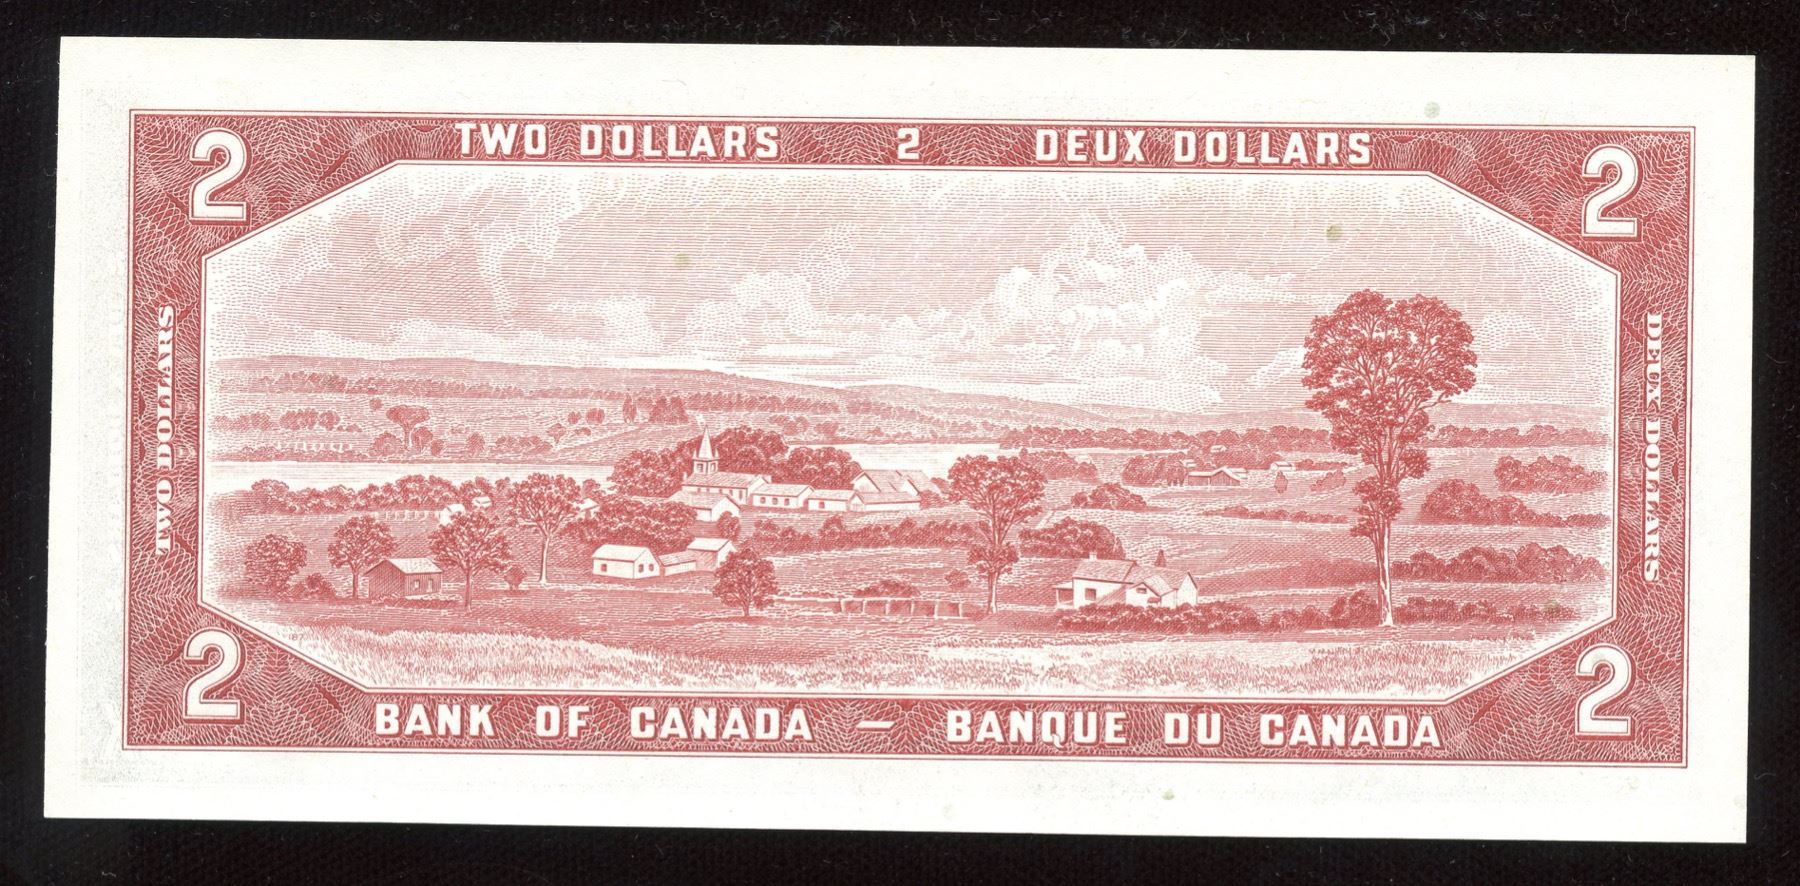 2 TWO DOLLARS 2 DEUX DOLLARS 2
TWO DOLLARS
DEUX DOLLARS
187
2 BANK OF CANADA — BANQUE DU CANADA 2